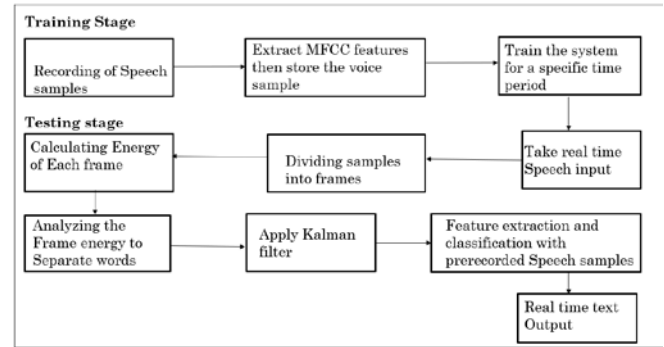 Training Stage
Recording of Speech
samples
Extract MFCC features
then store the voice
sample
Train the system
for a specific time
period
Testing stage
Take real time
Speech input
Dividing samples
into frames
Calculating Energy
of Each frame
Analyzing the
Frame energy to
Separate words
Apply Kalman
filter
Feature extraction and
classification with
prerecorded Speech samples
Real time text
Output